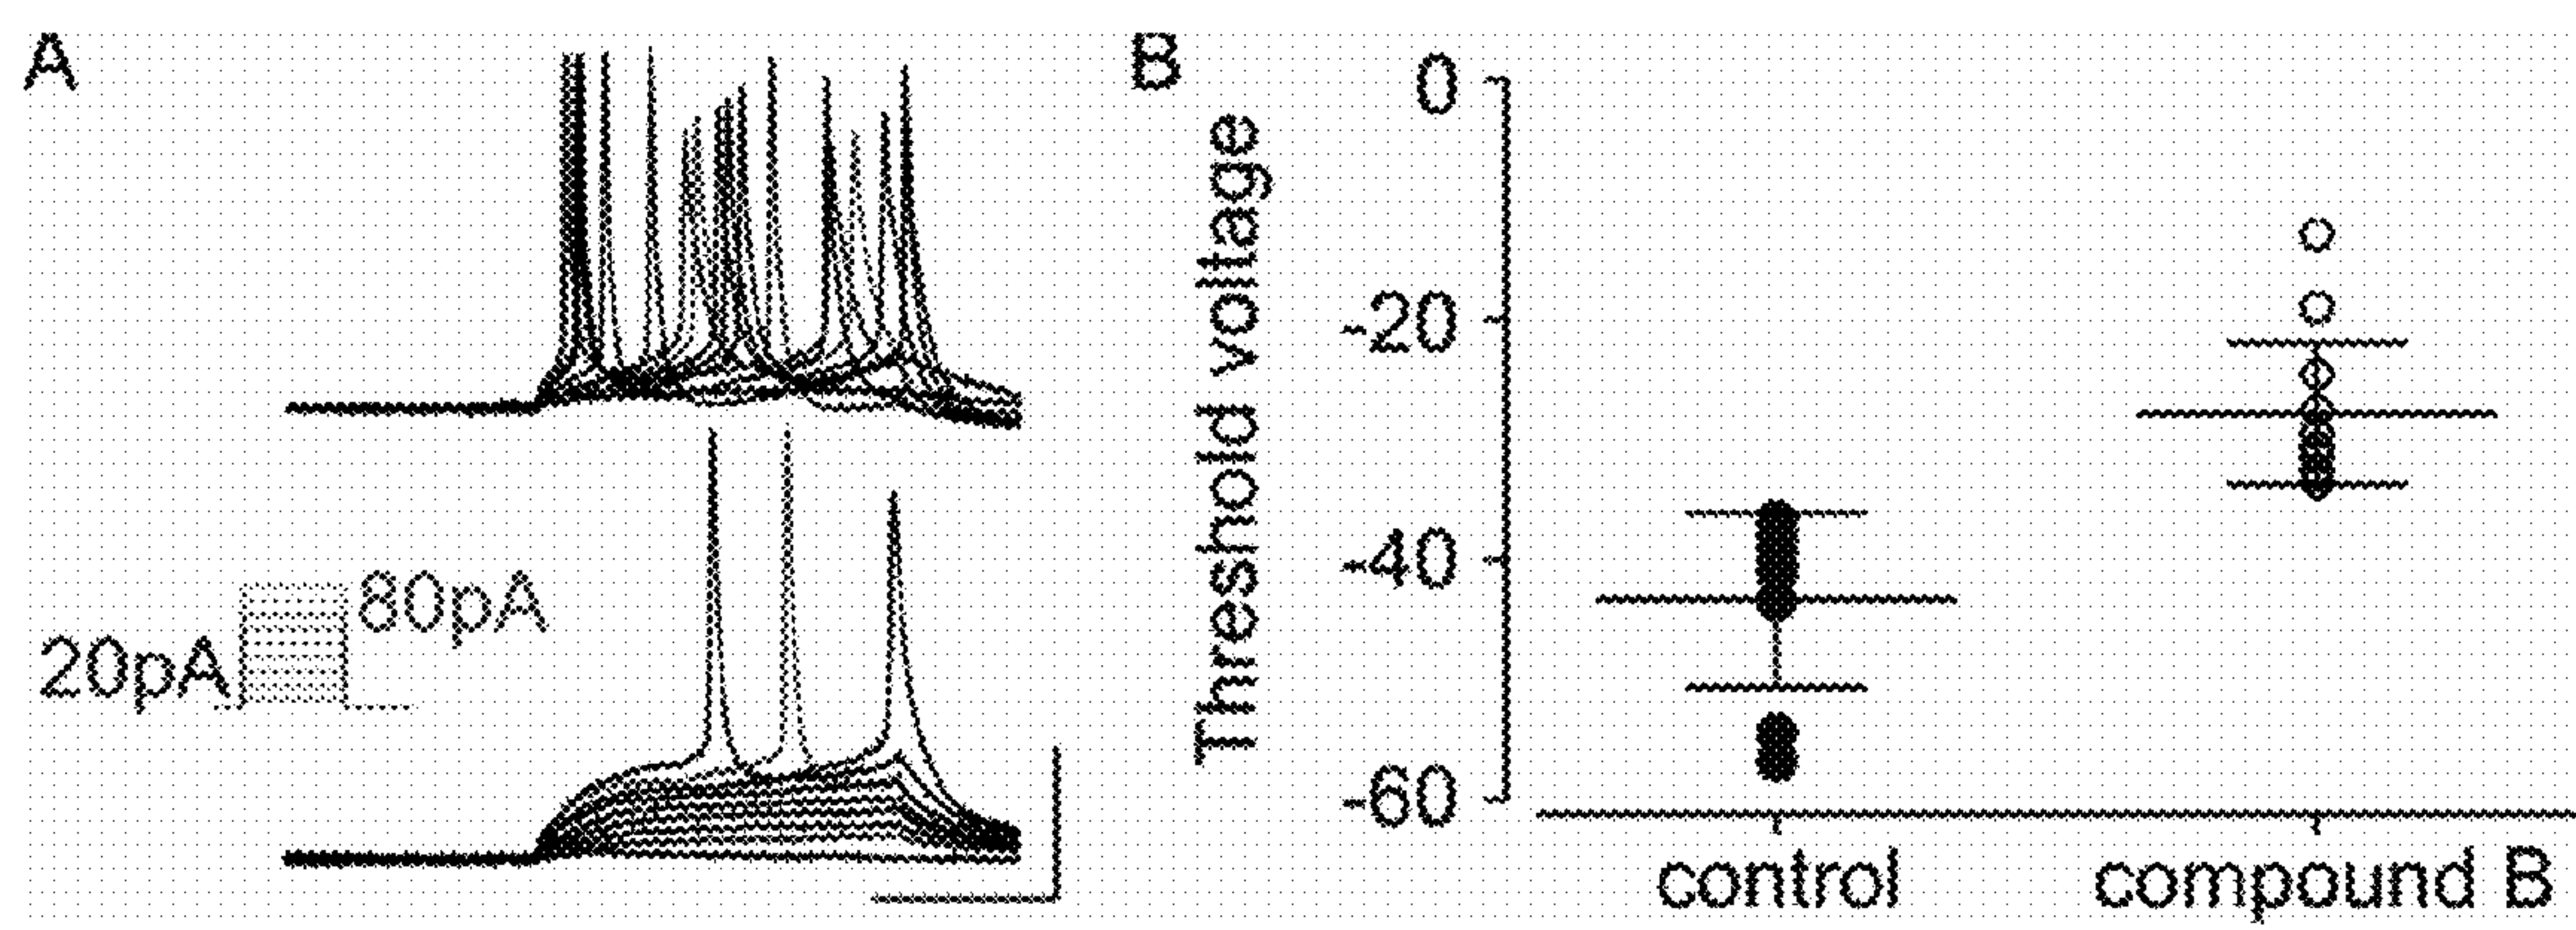 A
80pA
20pA
B
Threshold voltage
0
-20
-40
-60
control
compound B